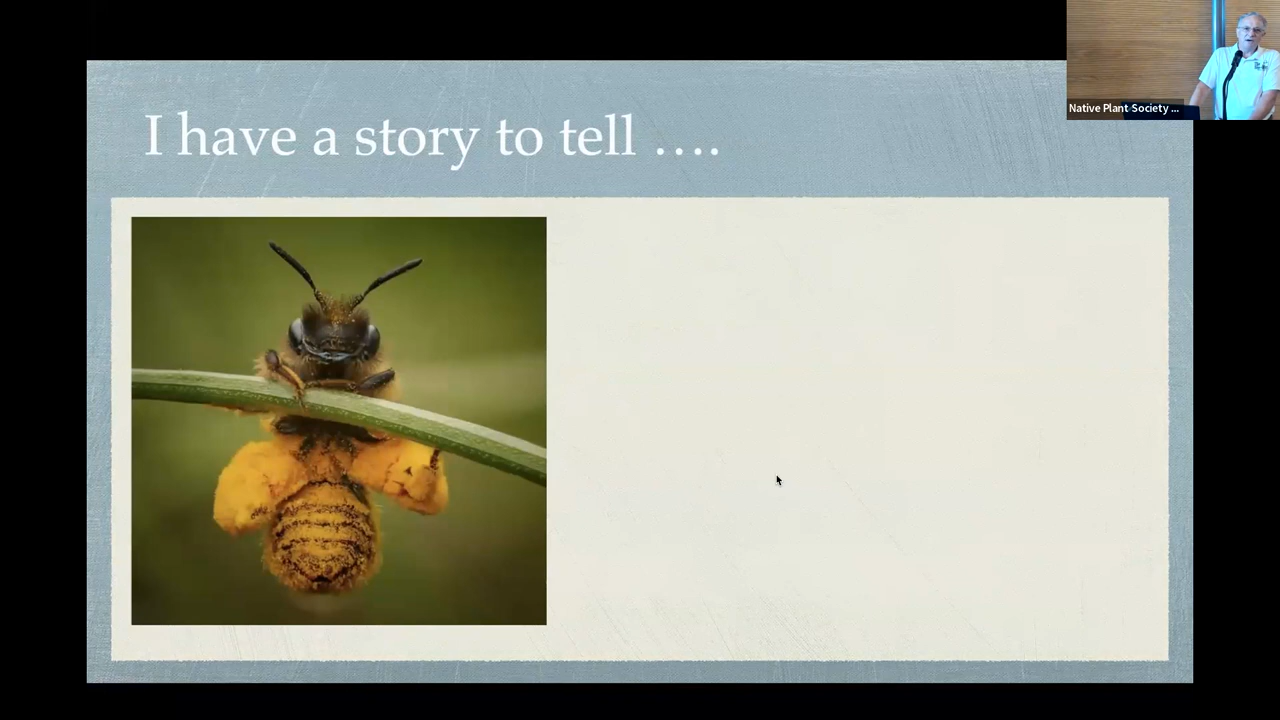 I have a story to tell ….
Native Plant Society ...